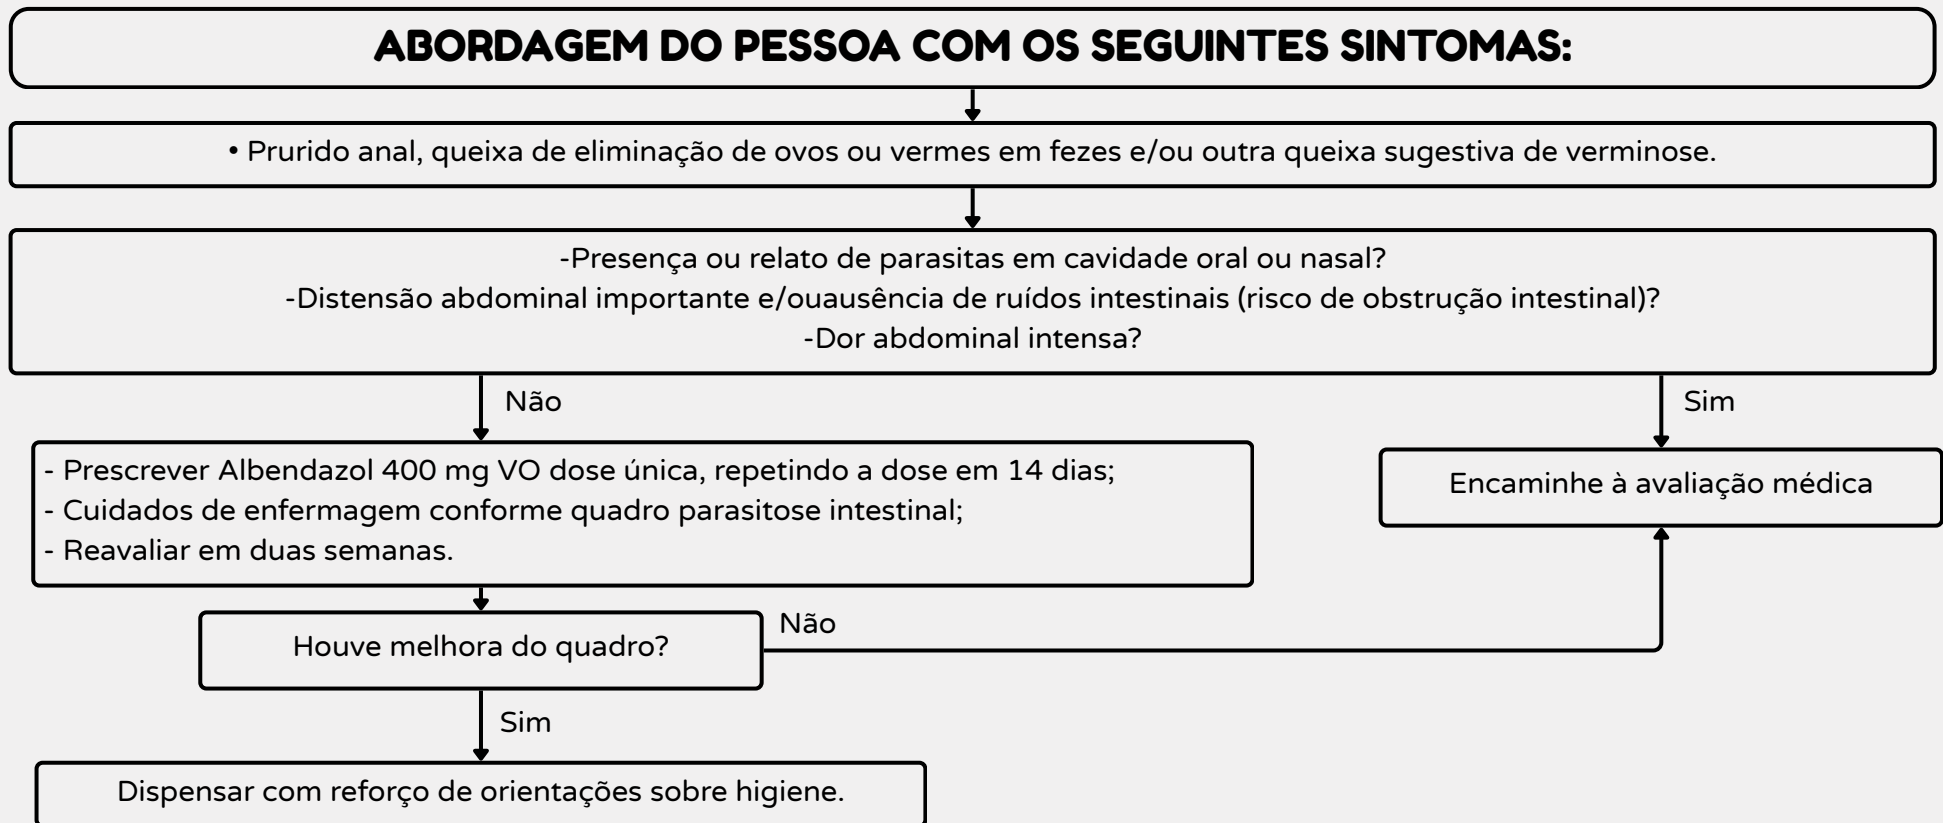 ABORDAGEM DO PESSOA COM OS SEGUINTES SINTOMAS:
• Prurido anal, queixa de eliminação de ovos ou vermes em fezes e/ou outra queixa sugestiva de verminose.
-Presença ou relato de parasitas em cavidade oral ou nasal?
-Distensão abdominal importante e/ouausência de ruídos intestinais (risco de obstrução intestinal)?
-Dor abdominal intensa?
Não
Sim
- Prescrever Albendazol 400 mg VO dose única, repetindo a dose em 14 dias;
- Cuidados de enfermagem conforme quadro parasitose intestinal;
- Reavaliar em duas semanas.
Encaminhe à avaliação médica
Houve melhora do quadro?
Não
Sim
Dispensar com reforço de orientações sobre higiene.